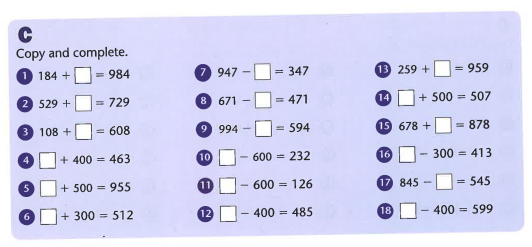 C
Copy and complete.
1 184 + □ = 984
2 529 + □ = 729
3 108 + □ = 608
4 □ + 400 = 463
5 □ + 500 = 955
6 □ + 300 = 512
7 947 − □ = 347
8 671 − □ = 471
9 994 − □ = 594
10 □ − 600 = 232
11 □ − 600 = 126
12 □ − 400 = 485
13 259 + □ = 959
14 □ + 500 = 507
15 678 + □ = 878
16 □ − 300 = 413
17 845 − □ = 545
18 □ − 400 = 599